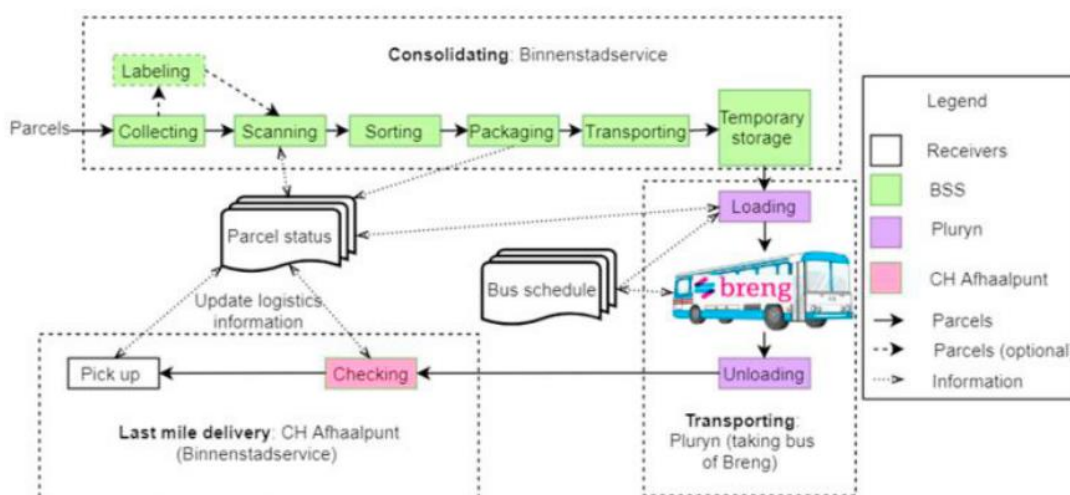 Consolidating: Binnenstadservice
Labeling
Parcels
Collecting
Scanning
Sorting
Packaging
Transporting
Temporary
storage
Loading
Parcel status
Bus schedule
breng
Update logistics
information
Pick up
Checking
Unloading
Last mile delivery: CH Afhaalpunt
(Binnenstadservice)
Transporting:
Pluryn (taking bus
of Breng)
Legend
Receivers
BSS
Pluryn
CH Afhaalpunt
Parcels
Parcels (optional)
Information